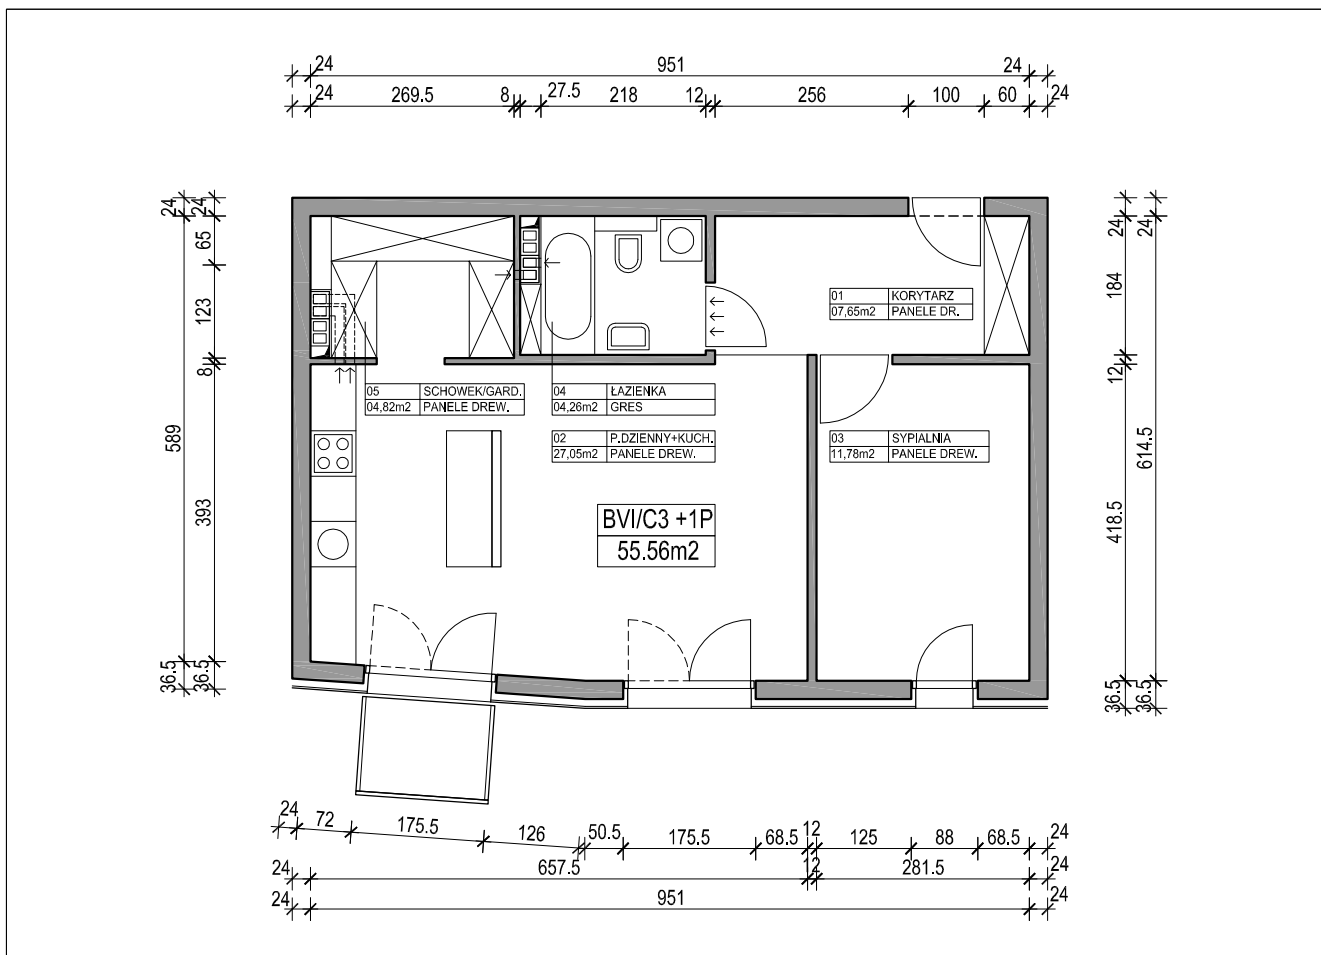 24 951 24
24 269.5 8 27.5 218 12 256 100 60 24
24 24
65
123
8
589
393
36.5 36.5
24 24
184
12
614.5
418.5
36.5 36.5
01 KORYTARZ
07,65m2 PANELE DR.
05 SCHOWEK/GARD.
04,82m2 PANELE DREW.
04 ŁAZIENKA
04,26m2 GRES
02 P.DZIENNY+KUCH.
27,05m2 PANELE DREW.
03 SYPIALNIA
11,78m2 PANELE DREW.
BVI/C3 +1P
55.56m2
24 72 175.5 126 50.5 175.5 68.5 12 125 88 68.5 24
24 657.5 12 281.5 24
24 951 24